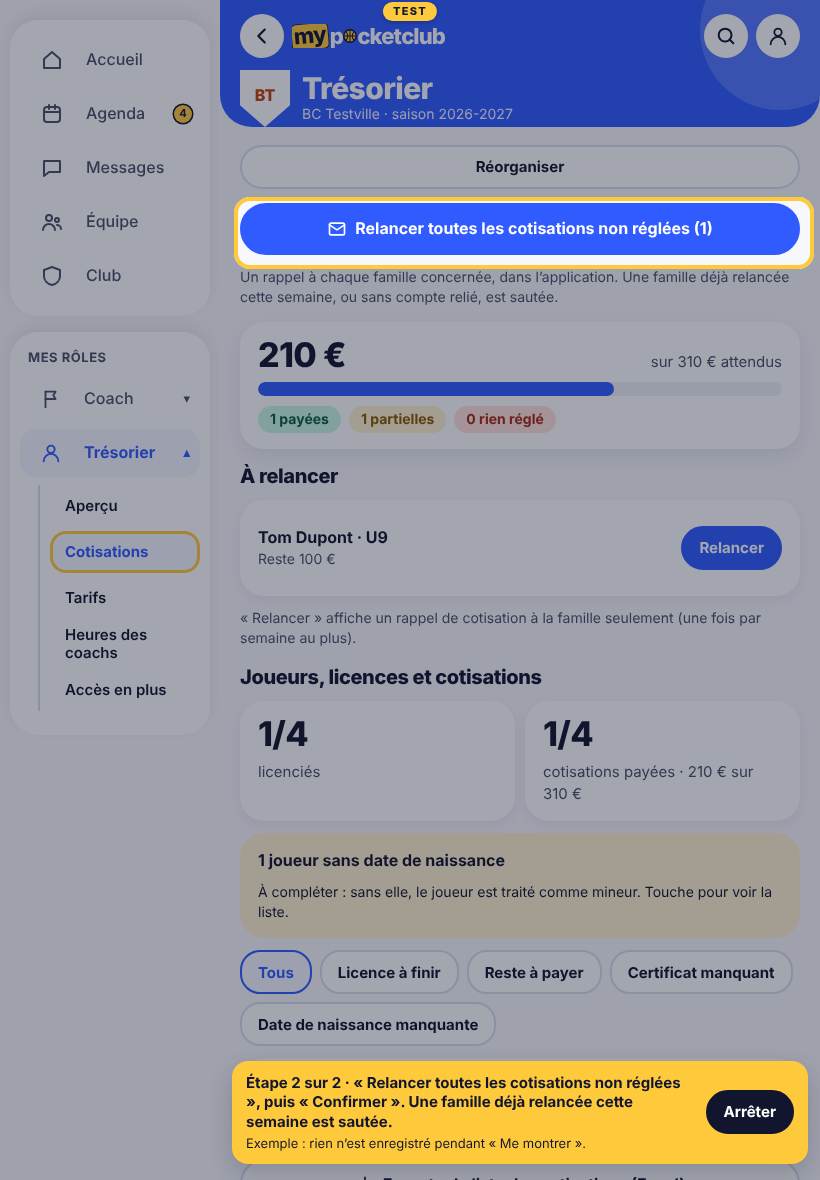 TEST
mypocketclub
Accueil
Agenda 4
Messages
Équipe
Club
MES RÔLES
Coach
Trésorier
Aperçu
Cotisations
Tarifs
Heures des
coachs
Accès en plus
BT
Trésorier
BC Testville · saison 2026-2027
Réorganiser
Relancer toutes les cotisations non réglées (1)
Un rappel à chaque famille concernée, dans l’application. Une famille déjà relancée
cette semaine, ou sans compte relié, est sautée.
210 €
sur 310 € attendus
1 payées 1 partielles 0 rien réglé
À relancer
Tom Dupont · U9
Reste 100 €
Relancer
« Relancer » affiche un rappel de cotisation à la famille seulement (une fois par
semaine au plus).
Joueurs, licences et cotisations
1/4
licenciés
1/4
cotisations payées · 210 € sur
310 €
1 joueur sans date de naissance
À compléter : sans elle, le joueur est traité comme mineur. Touche pour voir la
liste.
Tous Licence à finir Reste à payer Certificat manquant
Date de naissance manquante
Étape 2 sur 2 · « Relancer toutes les cotisations non réglées
», puis « Confirmer ». Une famille déjà relancée cette
semaine est sautée.
Exemple : rien n’est enregistré pendant « Me montrer ».
Arrêter